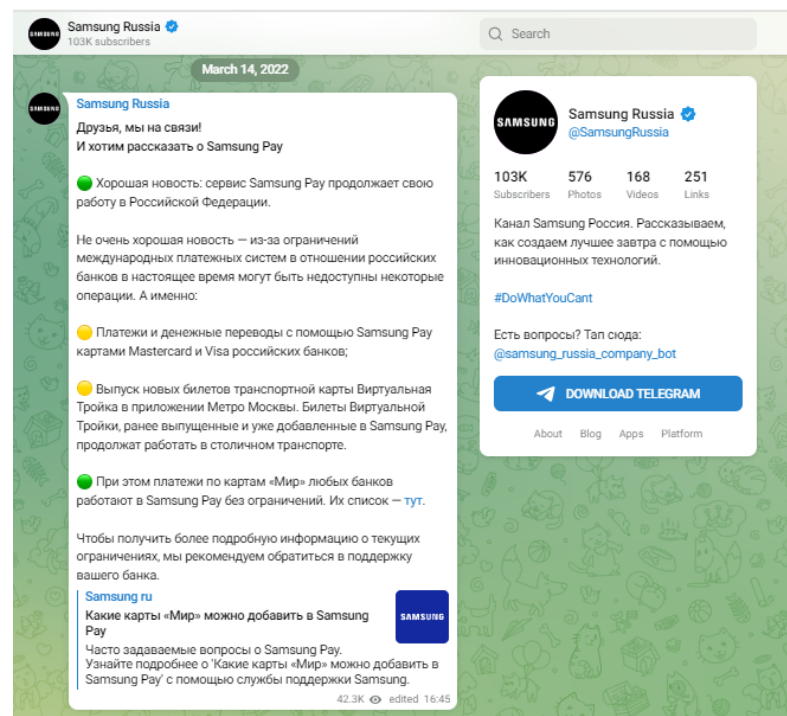 SAMSUNG
Samsung Russia
103K subscribers
Search
March 14, 2022
SAMSUNG
Samsung Russia
Друзья, мы на связи!
И хотим рассказать о Samsung Pay
Хорошая новость: сервис Samsung Pay продолжает свою
работу в Российской Федерации.
Не очень хорошая новость — из-за ограничений
международных платежных систем в отношении российских
банков в настоящее время могут быть недоступны некоторые
операции. А именно:
Платежи и денежные переводы с помощью Samsung Pay
картами Mastercard и Visa российских банков;
Выпуск новых билетов транспортной карты Виртуальная
Тройка в приложении Метро Москвы. Билеты Виртуальной
Тройки, ранее выпущенные и уже добавленные в Samsung Pay,
продолжат работать в столичном транспорте.
При этом платежи по картам «Мир» любых банков
работают в Samsung Pay без ограничений. Их список — тут.
Чтобы получить более подробную информацию о текущих
ограничениях, мы рекомендуем обратиться в поддержку
вашего банка.
Samsung ru
Какие карты «Мир» можно добавить в Samsung
Pay
SAMSUNG
Часто задаваемые вопросы о Samsung Pay.
Узнайте подробнее о 'Какие карты «Мир» можно добавить в
Samsung Pay' с помощью службы поддержки Samsung.
42.3K edited 16:45
SAMSUNG
Samsung Russia
@SamsungRussia
103K 576 168 251
Subscribers Photos Videos Links
Канал Samsung Россия. Рассказываем,
как создаем лучшее завтра с помощью
инновационных технологий.
#DoWhatYouCant
Есть вопросы? Тап сюда:
@samsung_russia_company_bot
DOWNLOAD TELEGRAM
About Blog Apps Platform